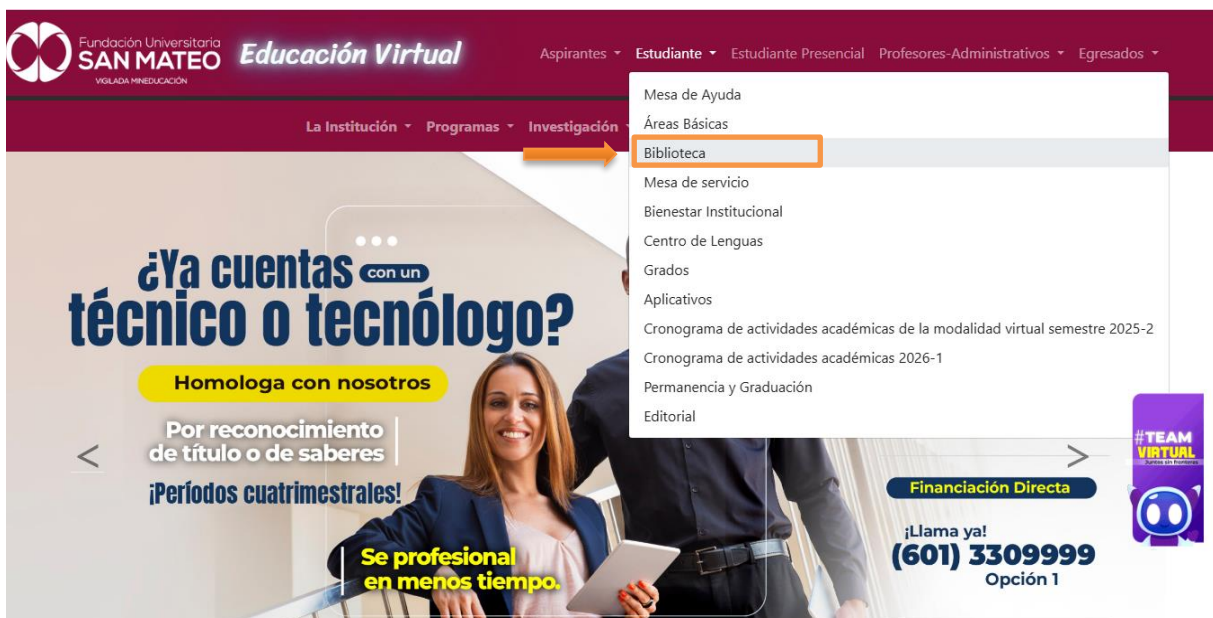 Fundación Universitaria
SAN MATEO
VIGILADA MINEDUCACIÓN
Educación Virtual
Aspirantes
Estudiante
Estudiante Presencial
Profesores-Administrativos
Egresados
La Institución
Programas
Investigación
Mesa de Ayuda
Áreas Básicas
Biblioteca
Mesa de servicio
Bienestar Institucional
Centro de Lenguas
Grados
Aplicativos
Cronograma de actividades académicas de la modalidad virtual semestre 2025-2
Cronograma de actividades académicas 2026-1
Permanencia y Graduación
Editorial
¿Ya cuentas con un
técnico o tecnólogo?
Homologa con nosotros
Por reconocimiento
de título o de saberes
¡Períodos cuatrimestrales!
Se profesional
en menos tiempo.
Financiación Directa
¡Llama ya!
(601) 3309999
Opción 1
#TEAM
VIRTUAL
Juntos sin fronteras